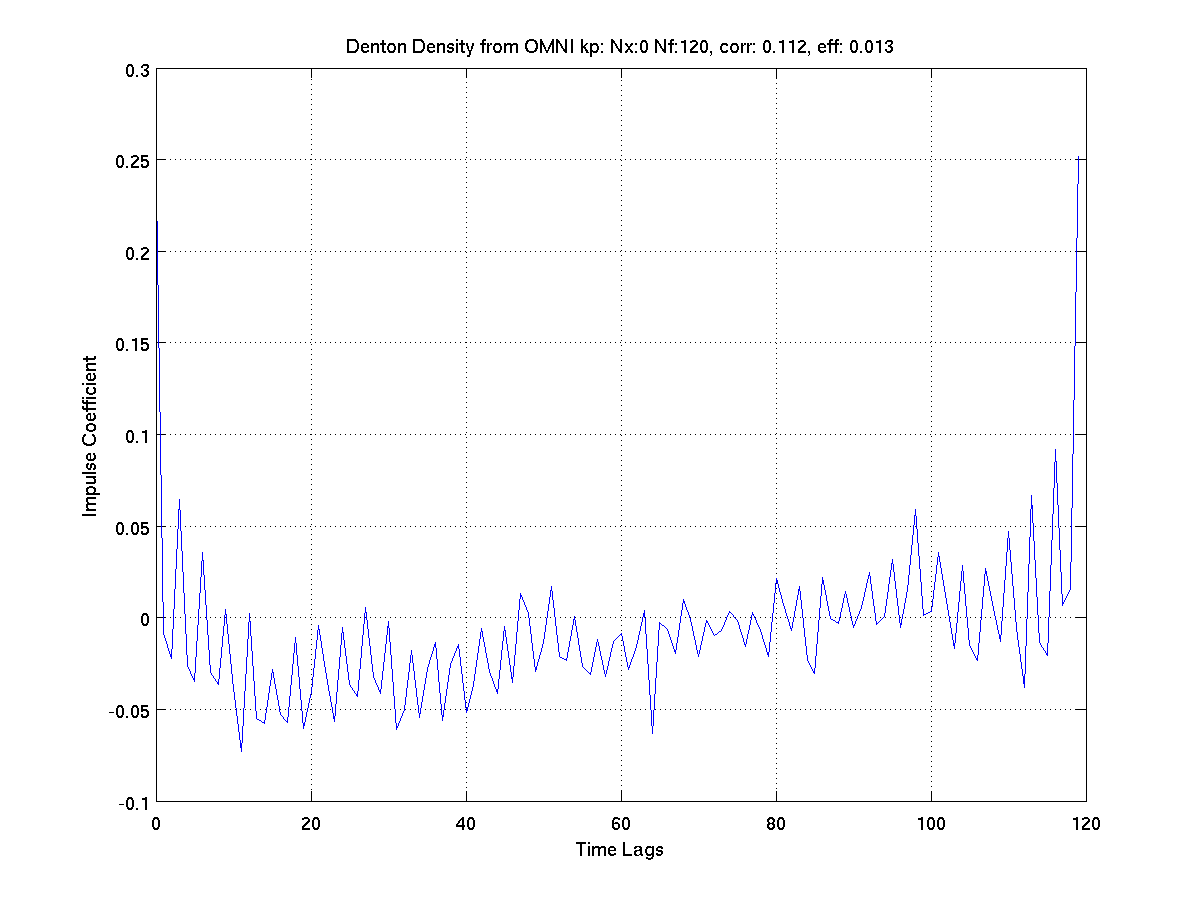 Denton Density from OMNI kp: Nx:0 Nf:120, corr: 0.112, eff: 0.013
0.3
0.25
0.2
0.15
0.1
0.05
0
-0.05
-0.1
Impulse Coefficient
0 20 40 60 80 100 120
Time Lags